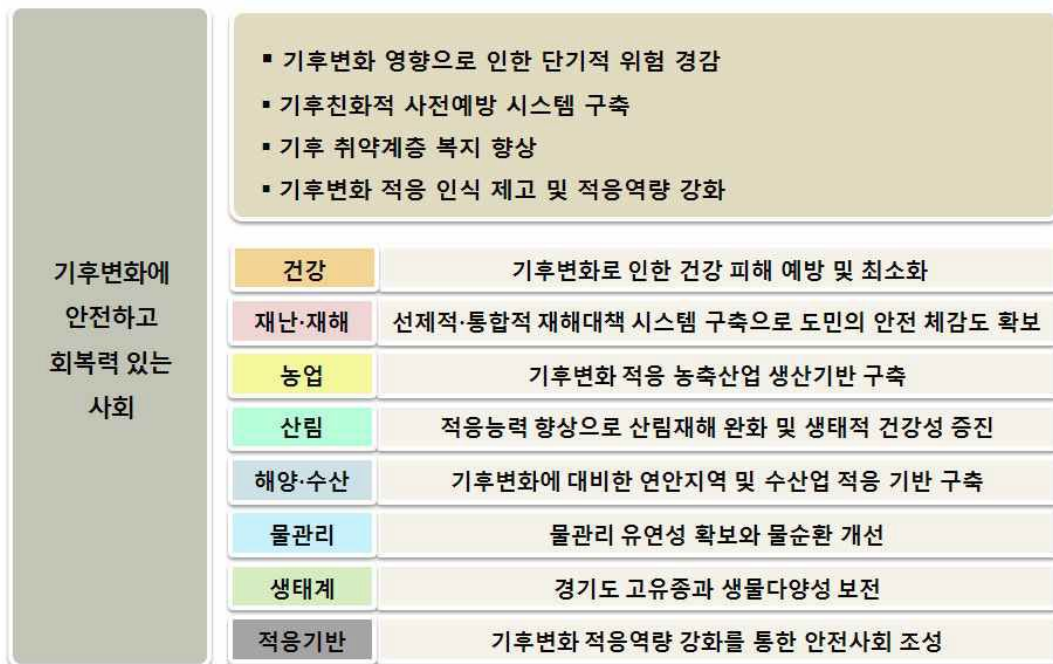 기후변화에
안전하고
회복력 있는
사회
▪ 기후변화 영향으로 인한 단기적 위험 경감
▪ 기후친화적 사전예방 시스템 구축
▪ 기후 취약계층 복지 향상
▪ 기후변화 적응 인식 제고 및 적응역량 강화
건강 기후변화로 인한 건강 피해 예방 및 최소화
재난·재해 선제적·통합적 재해대책 시스템 구축으로 도민의 안전 체감도 확보
농업 기후변화 적응 농축산업 생산기반 구축
산림 적응능력 향상으로 산림재해 완화 및 생태적 건강성 증진
해양·수산 기후변화에 대비한 연안지역 및 수산업 적응 기반 구축
물관리 물관리 유연성 확보와 물순환 개선
생태계 경기도 고유종과 생물다양성 보전
적응기반 기후변화 적응역량 강화를 통한 안전사회 조성